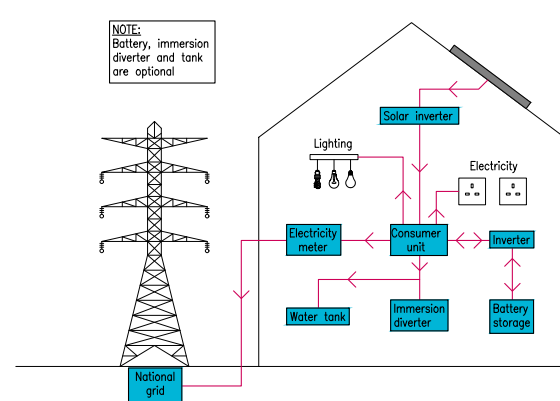 NOTE:
Battery, immersion
diverter and tank
are optional
Solar inverter
Lighting
Electricity
Electricity
meter
Consumer
unit
Inverter
Water tank
Immersion
diverter
Battery
storage
National
grid